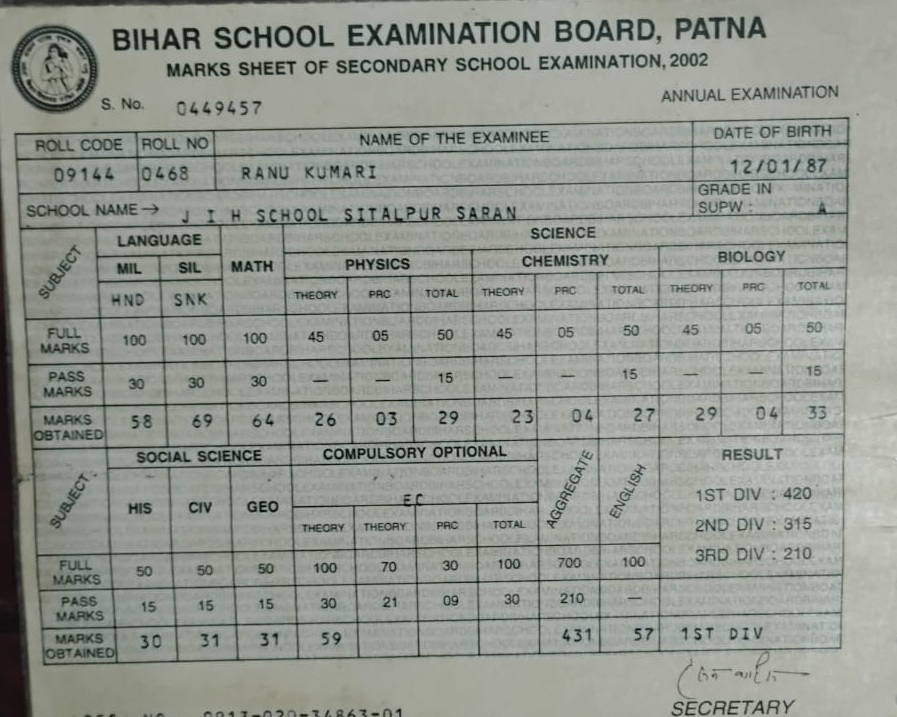 BIHAR SCHOOL EXAMINATION BOARD, PATNA
MARKS SHEET OF SECONDARY SCHOOL EXAMINATION, 2002
S. No. 0449457 ANNUAL EXAMINATION
ROLL CODE ROLL NO NAME OF THE EXAMINEE DATE OF BIRTH
09144 0468 RANU KUMARI 12/01/87
SCHOOL NAME → J I H SCHOOL SITALPUR SARAN GRADE IN SUPW : A
SUBJECT LANGUAGE MATH SCIENCE
MIL SIL PHYSICS CHEMISTRY BIOLOGY
HND SNK THEORY PRC TOTAL THEORY PRC TOTAL THEORY PRC TOTAL
FULL MARKS 100 100 100 45 05 50 45 05 50 45 05 50
PASS MARKS 30 30 30 — — 15 — — 15 — — 15
MARKS OBTAINED 58 69 64 26 03 29 23 04 27 29 04 33
SUBJECT SOCIAL SCIENCE COMPULSORY OPTIONAL AGGREGATE ENGLISH RESULT
HIS CIV GEO EC 1ST DIV : 420
THEORY THEORY PRC TOTAL 2ND DIV : 315
FULL MARKS 50 50 50 100 70 30 100 700 100 3RD DIV : 210
PASS MARKS 15 15 15 30 21 09 30 210 —
MARKS OBTAINED 30 31 31 59 431 57 1ST DIV
SECRETARY
NO 0913-020-34863-01